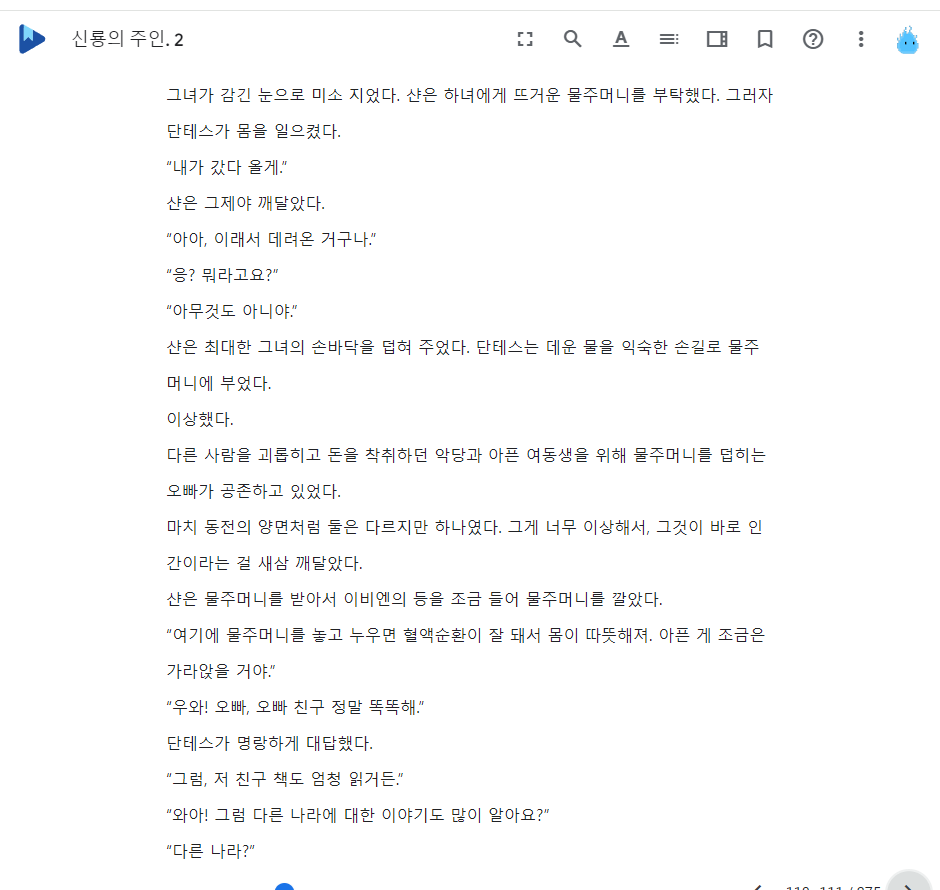 신룡의 주인. 2
그녀가 감긴 눈으로 미소 지었다. 샨은 하녀에게 뜨거운 물주머니를 부탁했다. 그러자
단테스가 몸을 일으켰다.
“내가 갔다 올게.”
샨은 그제야 깨달았다.
“아아, 이래서 데려온 거구나.”
“응? 뭐라고요?”
“아무것도 아니야.”
샨은 최대한 그녀의 손바닥을 덥혀 주었다. 단테스는 데운 물을 익숙한 손길로 물주
머니에 부었다.
이상했다.
다른 사람을 괴롭히고 돈을 착취하던 악당과 아픈 여동생을 위해 물주머니를 덥히는
오빠가 공존하고 있었다.
마치 동전의 양면처럼 둘은 다르지만 하나였다. 그게 너무 이상해서, 그것이 바로 인
간이라는 걸 새삼 깨달았다.
샨은 물주머니를 받아서 이비엔의 등을 조금 들어 물주머니를 깔았다.
“여기에 물주머니를 놓고 누우면 혈액순환이 잘 돼서 몸이 따뜻해져. 아픈 게 조금은
가라앉을 거야.”
“우와! 오빠, 오빠 친구 정말 똑똑해.”
단테스가 명랑하게 대답했다.
“그럼, 저 친구 책도 엄청 읽거든.”
“와아! 그럼 다른 나라에 대한 이야기도 많이 알아요?”
“다른 나라?”